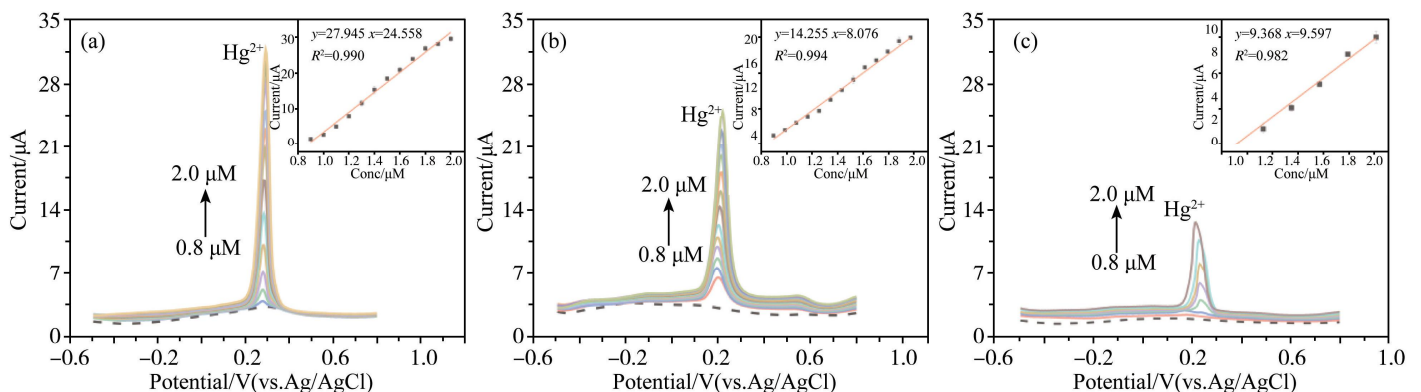 (a)
Hg²⁺
2.0 μM
0.8 μM
35
28
21
14
7
0
−0.6
−0.2
0.2
0.6
1.0
Current/μA
Potential/V(vs.Ag/AgCl)
y=27.945 x=24.558
R²=0.990
30
20
10
0
0.8 1.0 1.2 1.4 1.6 1.8 2.0
Current/μA
Conc/μM
(b)
Hg²⁺
2.0 μM
0.8 μM
35
28
21
14
7
0
−0.6
−0.2
0.2
0.6
1.0
Current/μA
Potential/V(vs.Ag/AgCl)
y=14.255 x=8.076
R²=0.994
20
16
12
8
4
0.8 1.0 1.2 1.4 1.6 1.8 2.0
Current/μA
Conc/μM
(c)
Hg²⁺
2.0 μM
0.8 μM
35
28
21
14
7
0
−0.6
−0.2
0.2
0.6
1.0
Current/μA
Potential/V(vs.Ag/AgCl)
y=9.368 x=9.597
R²=0.982
10
8
6
4
2
0
1.0 1.2 1.4 1.6 1.8 2.0
Current/μA
Conc/μM